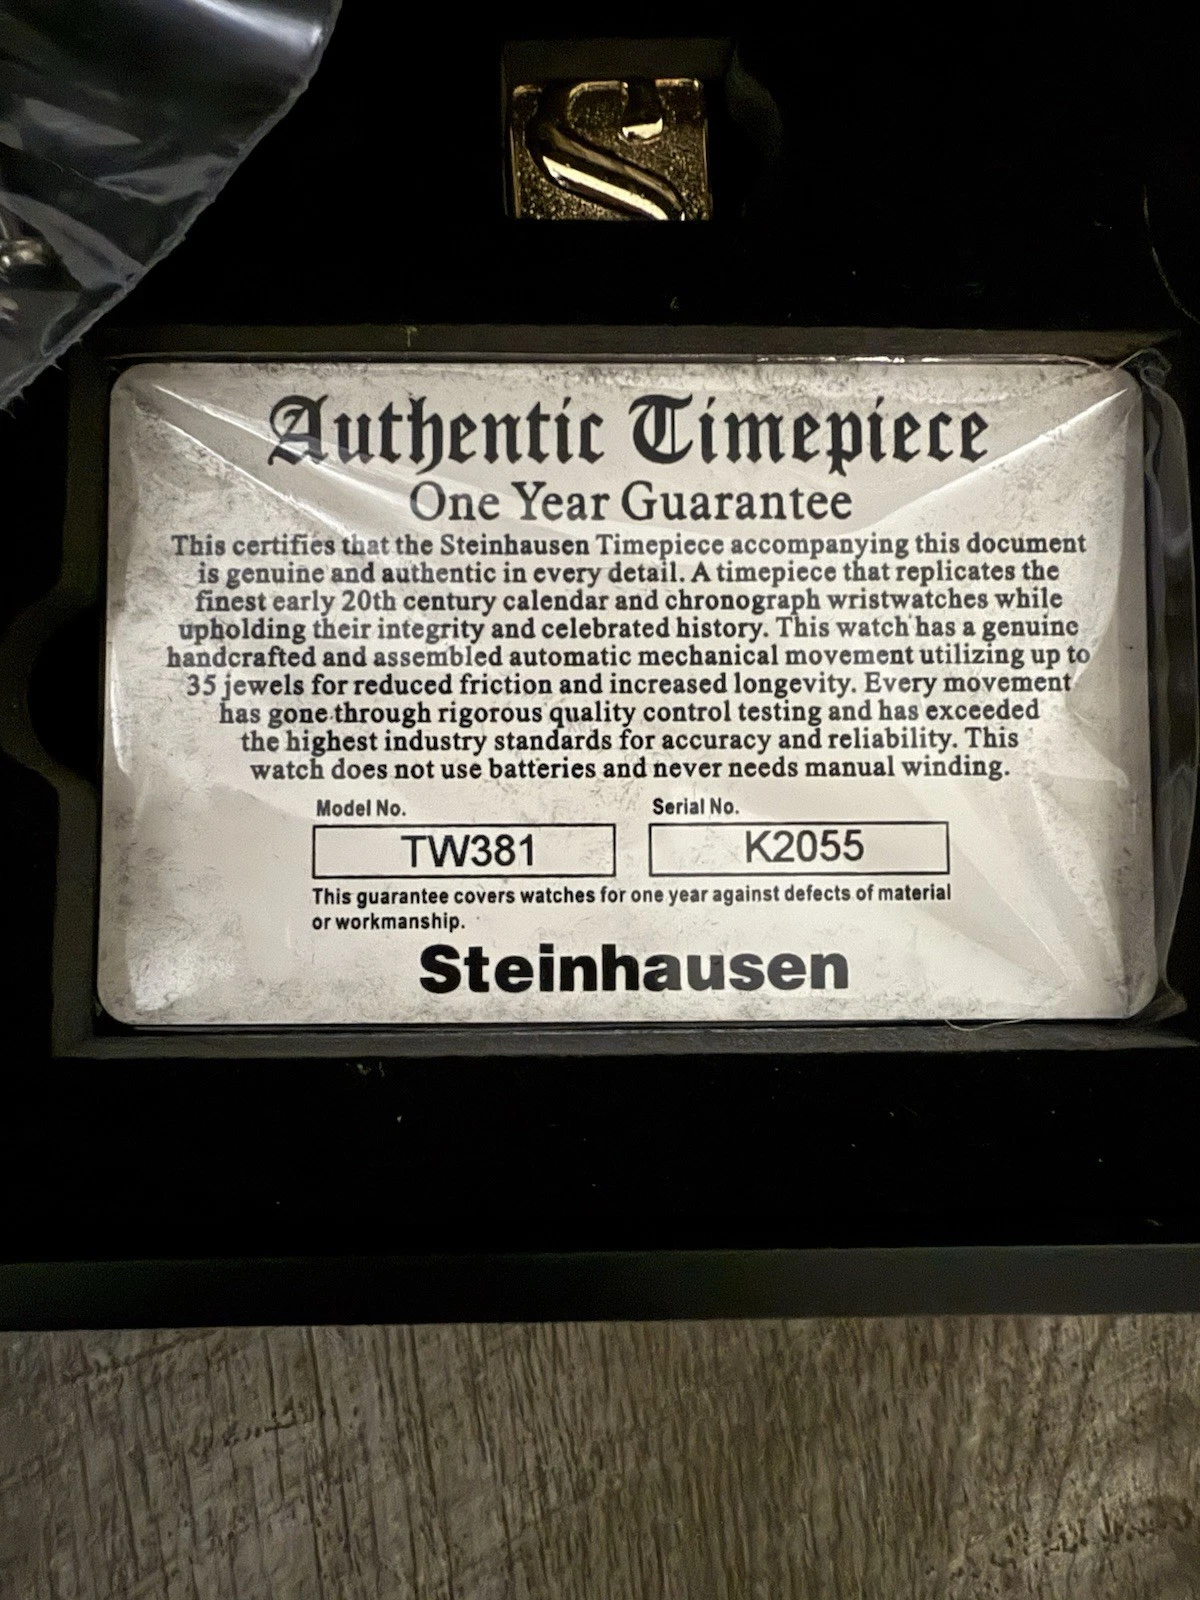 S
Authentic Timepiece
One Year Guarantee
This certifies that the Steinhausen Timepiece accompanying this document
is genuine and authentic in every detail. A timepiece that replicates the
finest early 20th century calendar and chronograph wristwatches while
upholding their integrity and celebrated history. This watch has a genuine
handcrafted and assembled automatic mechanical movement utilizing up to
35 jewels for reduced friction and increased longevity. Every movement
has gone through rigorous quality control testing and has exceeded
the highest industry standards for accuracy and reliability. This
watch does not use batteries and never needs manual winding.
Model No. Serial No.
TW381 K2055
This guarantee covers watches for one year against defects of material
or workmanship.
Steinhausen